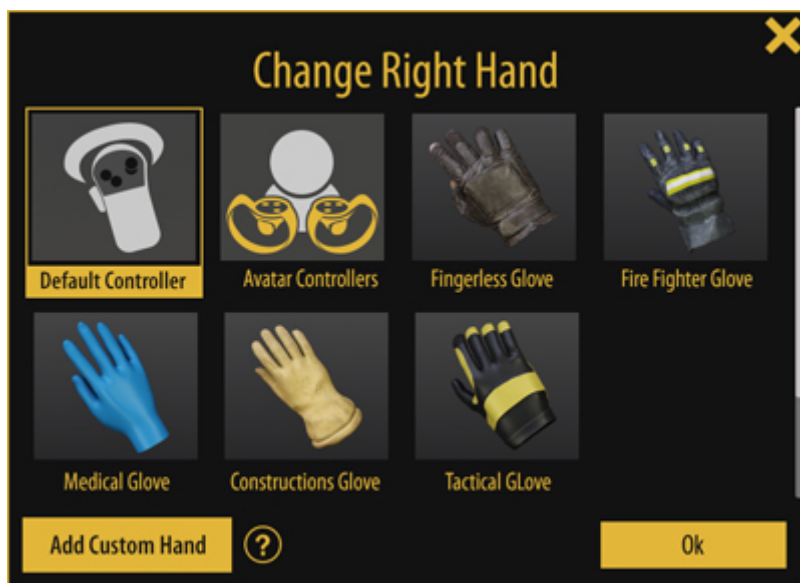 Change Right Hand
Default Controller
Avatar Controllers
Fingerless Glove
Fire Fighter Glove
Medical Glove
Constructions Glove
Tactical GLove
Add Custom Hand
?
Ok